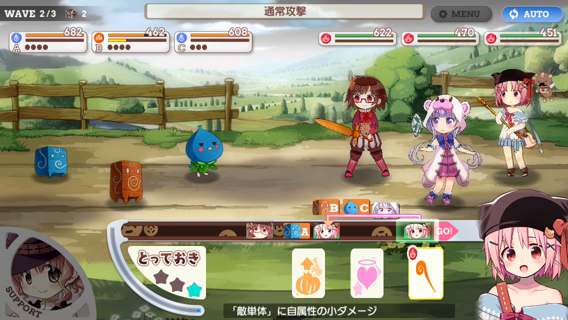 WAVE 2/3 2
通常攻撃
MENU
AUTO
682
A
462
B
608
C
622
470
451
B C
A
GO!
とっておき
SUPPORT
「敵単体」に自属性の小ダメージ